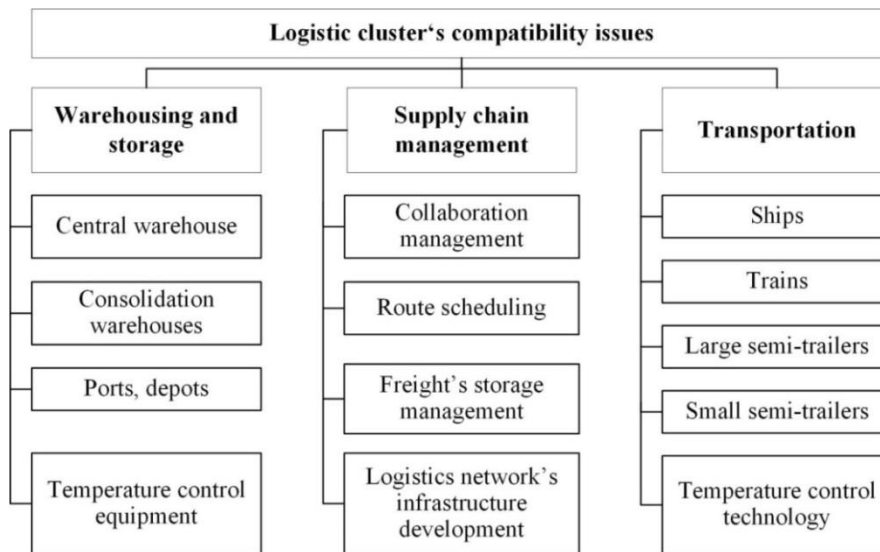 Logistic cluster‘s compatibility issues
Warehousing and
storage
Central warehouse
Consolidation
warehouses
Ports, depots
Temperature control
equipment
Supply chain
management
Collaboration
management
Route scheduling
Freight’s storage
management
Logistics network’s
infrastructure
development
Transportation
Ships
Trains
Large semi-trailers
Small semi-trailers
Temperature control
technology